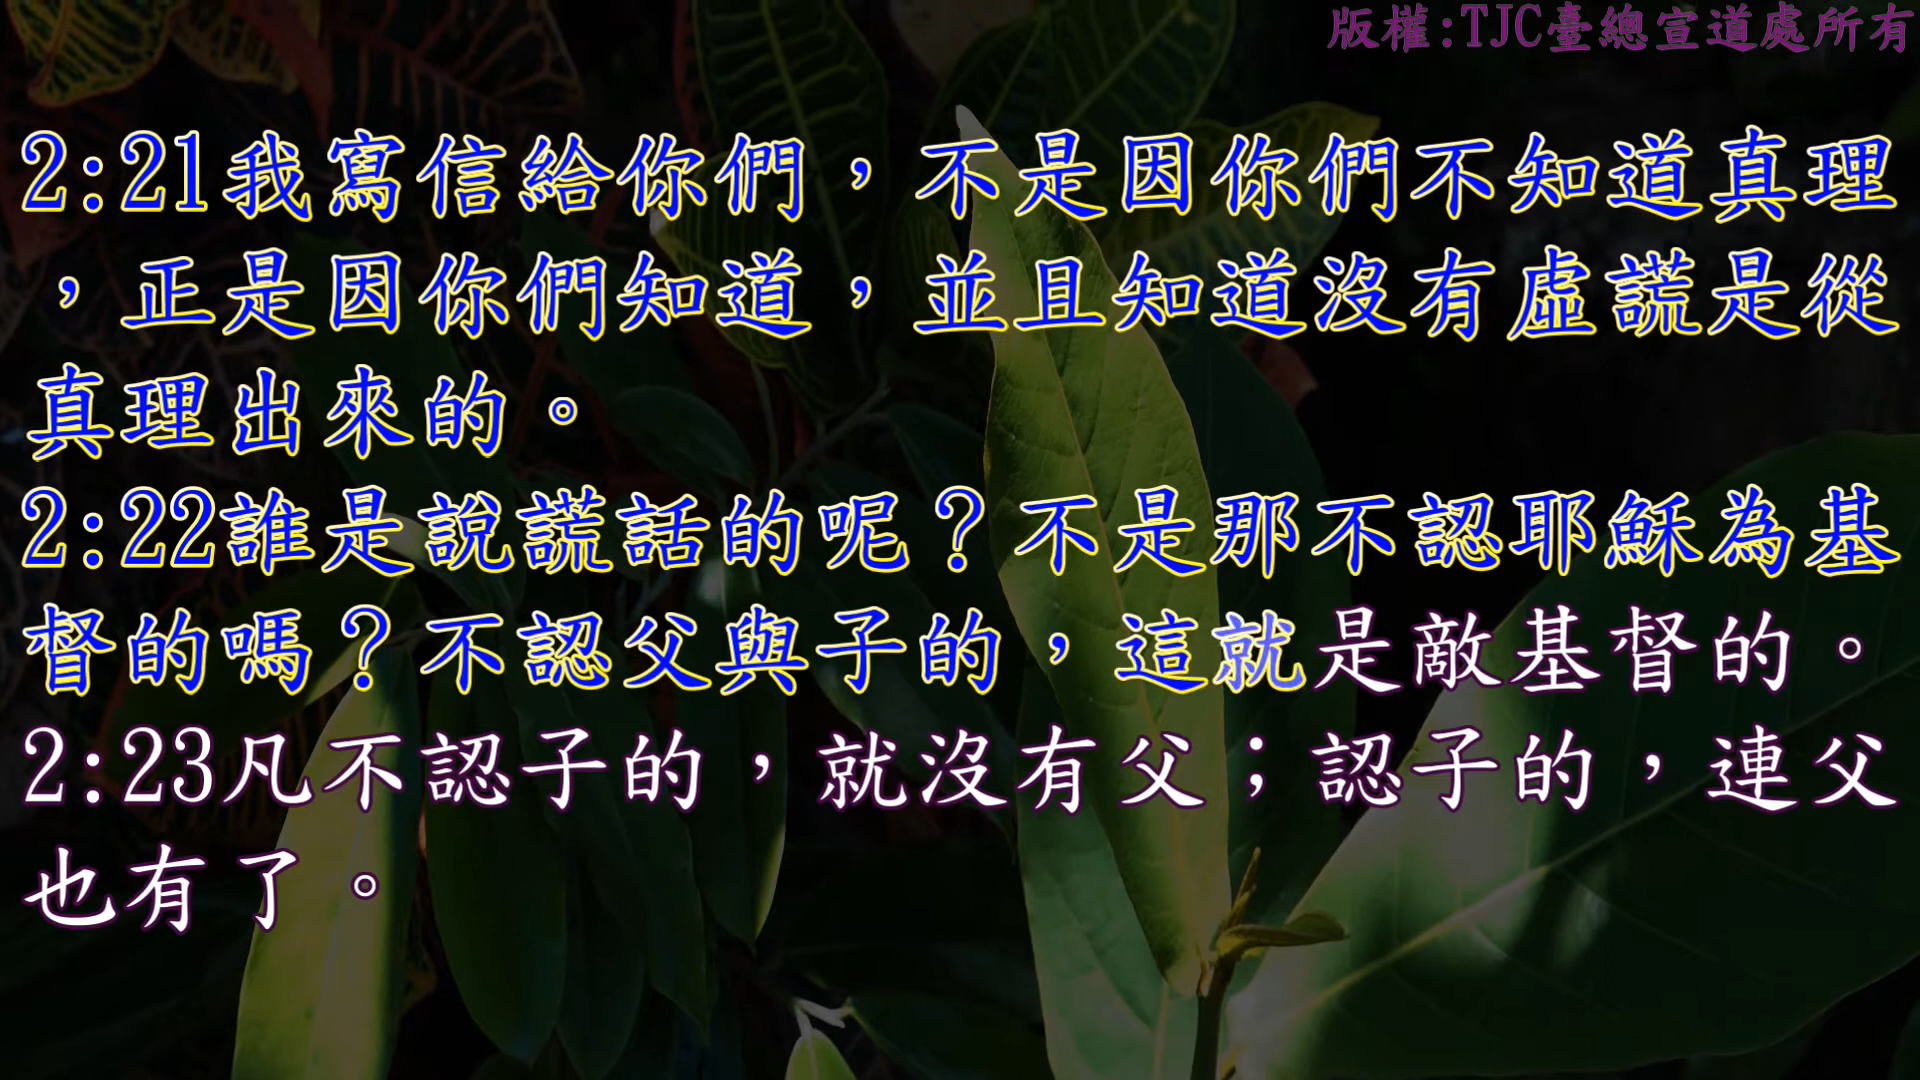 版權:TJC臺總宣道處所有
2:21我寫信給你們，不是因你們不知道真理
，正是因你們知道，並且知道沒有虛謊是從
真理出來的。
2:22誰是說謊話的呢？不是那不認耶穌為基
督的嗎？不認父與子的，這就是敵基督的。
2:23凡不認子的，就沒有父；認子的，連父
也有了。